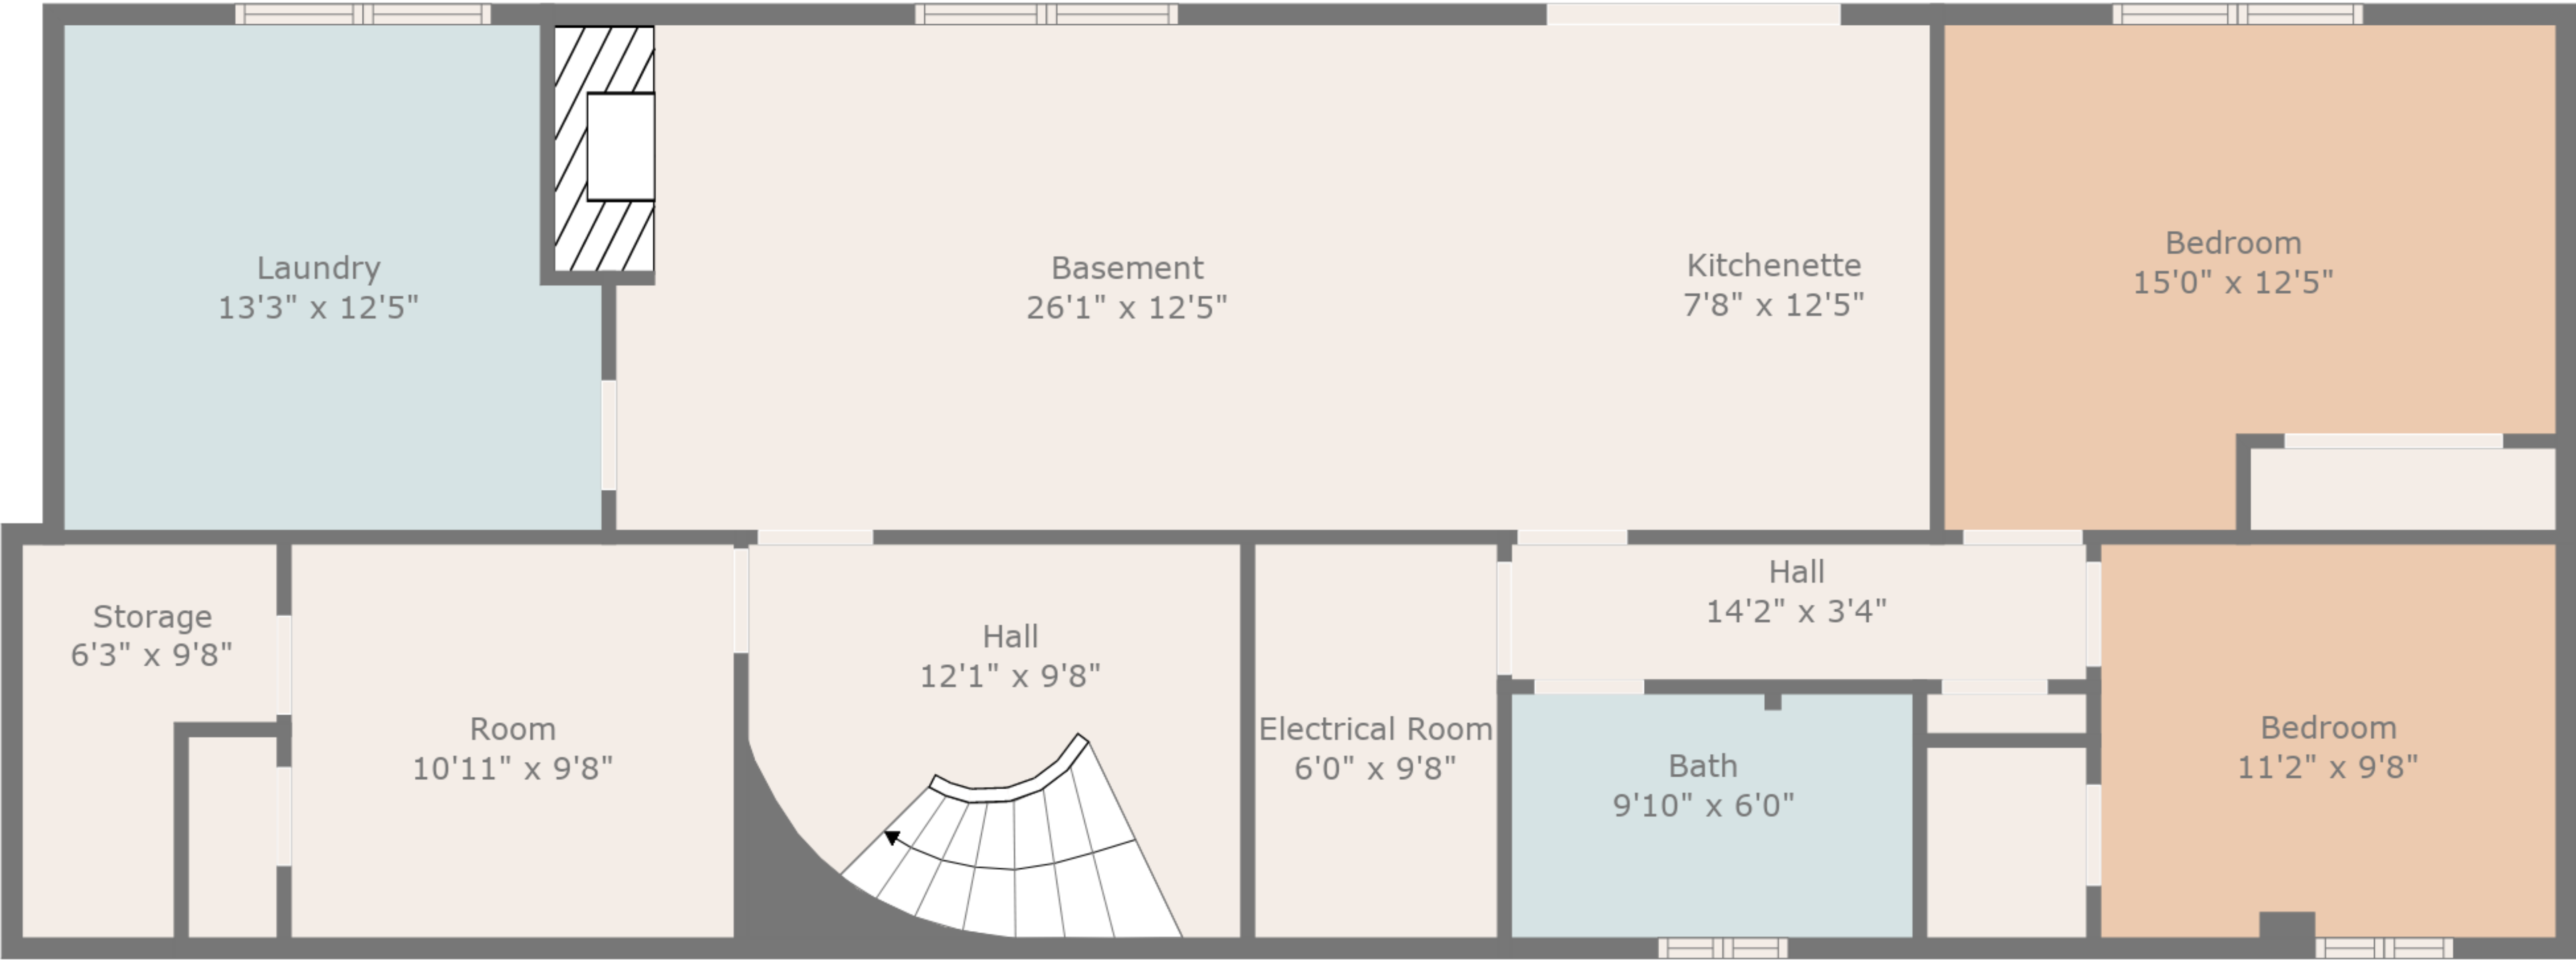 Laundry
13'3" x 12'5"
Basement
26'1" x 12'5"
Kitchenette
7'8" x 12'5"
Bedroom
15'0" x 12'5"
Storage
6'3" x 9'8"
Room
10'11" x 9'8"
Hall
12'1" x 9'8"
Electrical Room
6'0" x 9'8"
Hall
14'2" x 3'4"
Bath
9'10" x 6'0"
Bedroom
11'2" x 9'8"